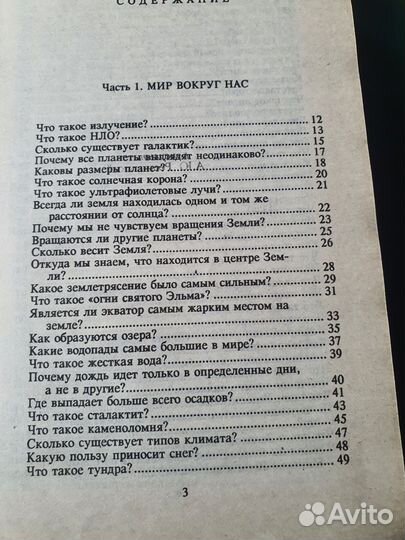 СОДЕРЖАНИЕ
Часть 1. МИР ВОКРУГ НАС
Что такое излучение? 12
Что такое НЛО? 13
Сколько существует галактик? 15
Почему все планеты выглядят неодинаково? 17
Каковы размеры планет? 18
Что такое солнечная корона? 20
Что такое ультрафиолетовые лучи? 21
Всегда ли земля находилась одном и том же
расстоянии от солнца? 22
Почему мы не чувствуем вращения Земли? 23
Вращаются ли другие планеты? 25
Сколько весит Земля? 26
Откуда мы знаем, что находится в центре Зем-
ли? 28
Какое землетрясение было самым сильным? 29
Что такое «огни святого Эльма»? 31
Является ли экватор самым жарким местом на
земле? 33
Как образуются озера? 35
Какие водопады самые большие в мире? 37
Что такое жесткая вода? 39
Почему дождь идет только в определенные дни,
а не в другие? 40
Где выпадает больше всего осадков? 41
Что такое сталактит? 43
Что такое каменоломня? 45
Сколько существует типов климата? 47
Какую пользу приносит снег? 48
Что такое тундра? 49
3
Avito